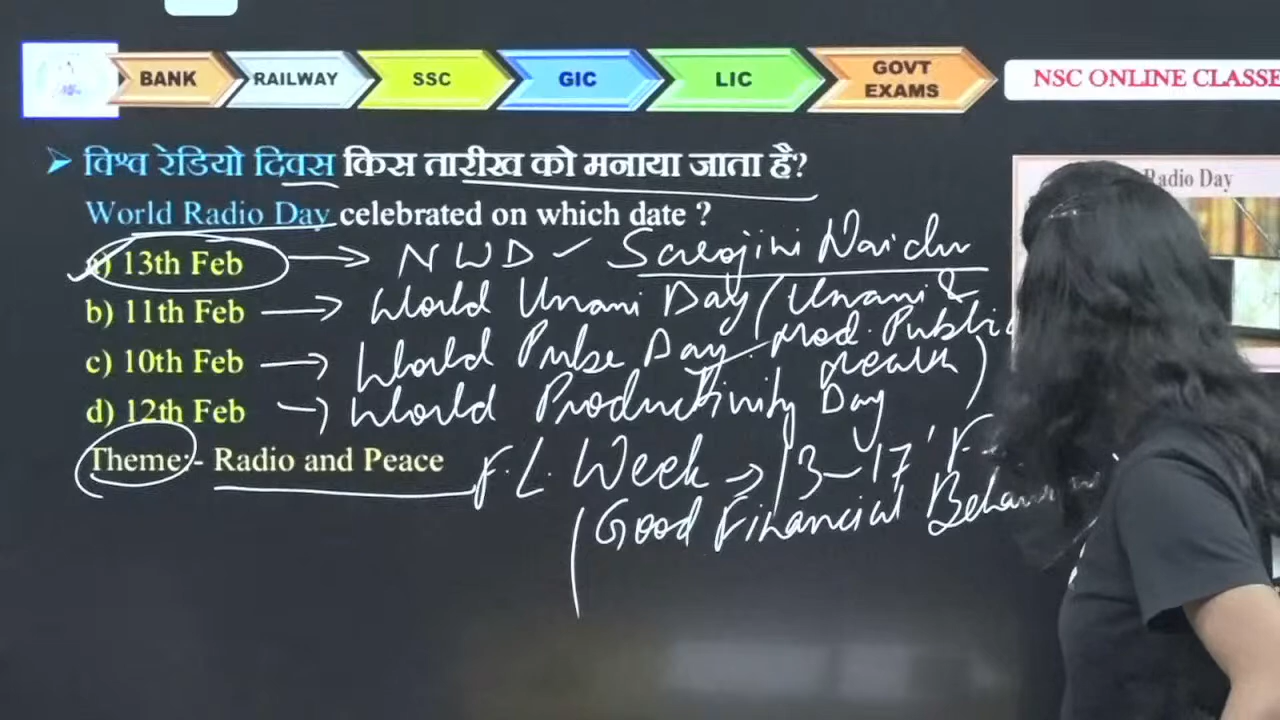 BANK RAILWAY SSC GIC LIC GOVT EXAMS
NSC ONLINE CLASSE
➤ विश्व रेडियो दिवस किस तारीख को मनाया जाता है?
Radio Day
World Radio Day celebrated on which date ?
a) 13th Feb → NWD - Sarojini Naidu
b) 11th Feb → World Unani Day (Unani &
Mod. Public
Health)
c) 10th Feb → World Pulse Day
d) 12th Feb → World Productivity Day
Theme:- Radio and Peace
F.L. Week → 13-17 F
(Good Financial